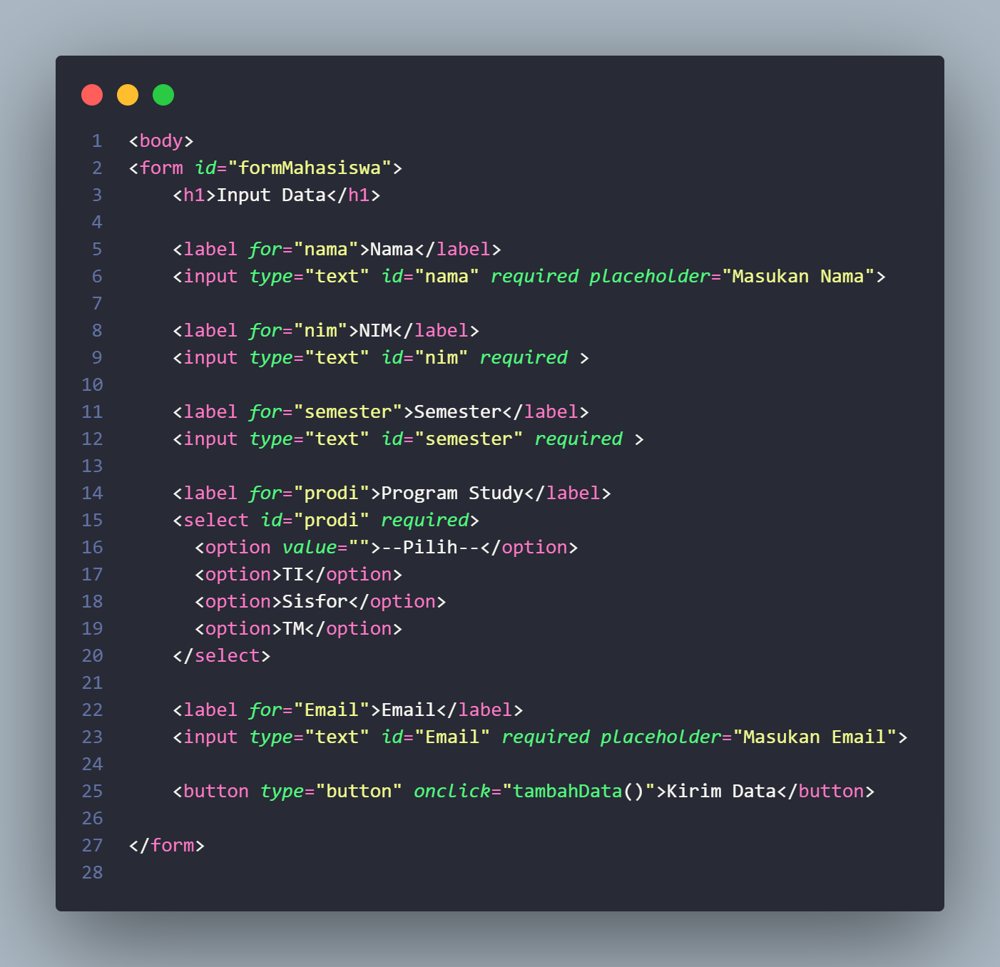 1 <body>
2 <form id="formMahasiswa">
3     <h1>Input Data</h1>
4
5     <label for="nama">Nama</label>
6     <input type="text" id="nama" required placeholder="Masukan Nama">
7
8     <label for="nim">NIM</label>
9     <input type="text" id="nim" required >
10
11     <label for="semester">Semester</label>
12     <input type="text" id="semester" required >
13
14     <label for="prodi">Program Study</label>
15     <select id="prodi" required>
16       <option value="">--Pilih--</option>
17       <option>TI</option>
18       <option>Sisfor</option>
19       <option>TM</option>
20     </select>
21
22     <label for="Email">Email</label>
23     <input type="text" id="Email" required placeholder="Masukan Email">
24
25     <button type="button" onclick="tambahData()">Kirim Data</button>
26
27 </form>
28